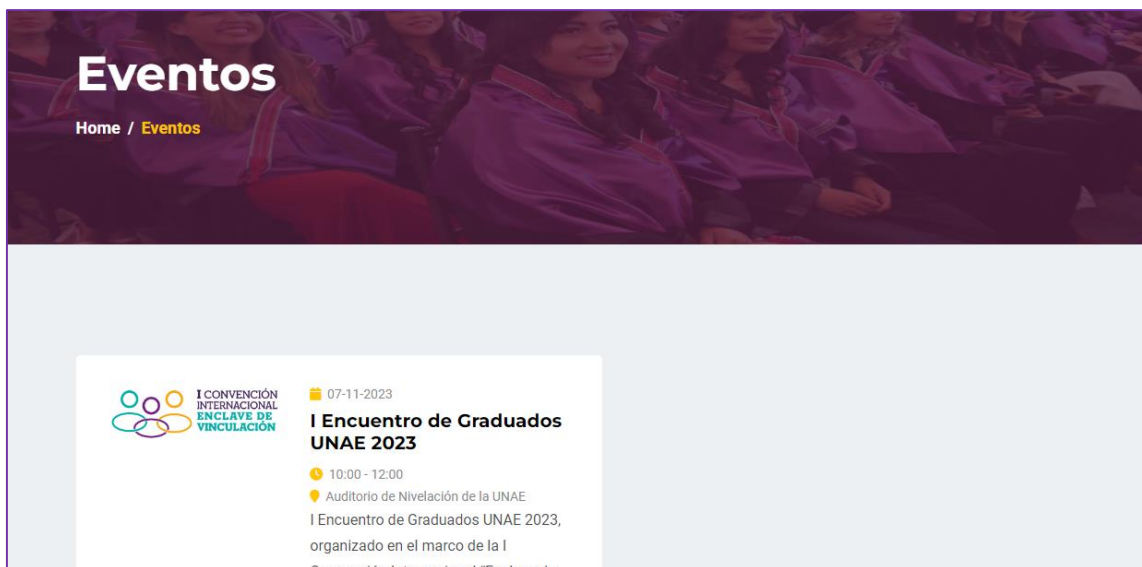 Eventos
Home / Eventos
I CONVENCIÓN
INTERNACIONAL
ENCLAVE DE
VINCULACIÓN
07-11-2023
I Encuentro de Graduados
UNAE 2023
10:00 - 12:00
Auditorio de Nivelación de la UNAE
I Encuentro de Graduados UNAE 2023,
organizado en el marco de la I